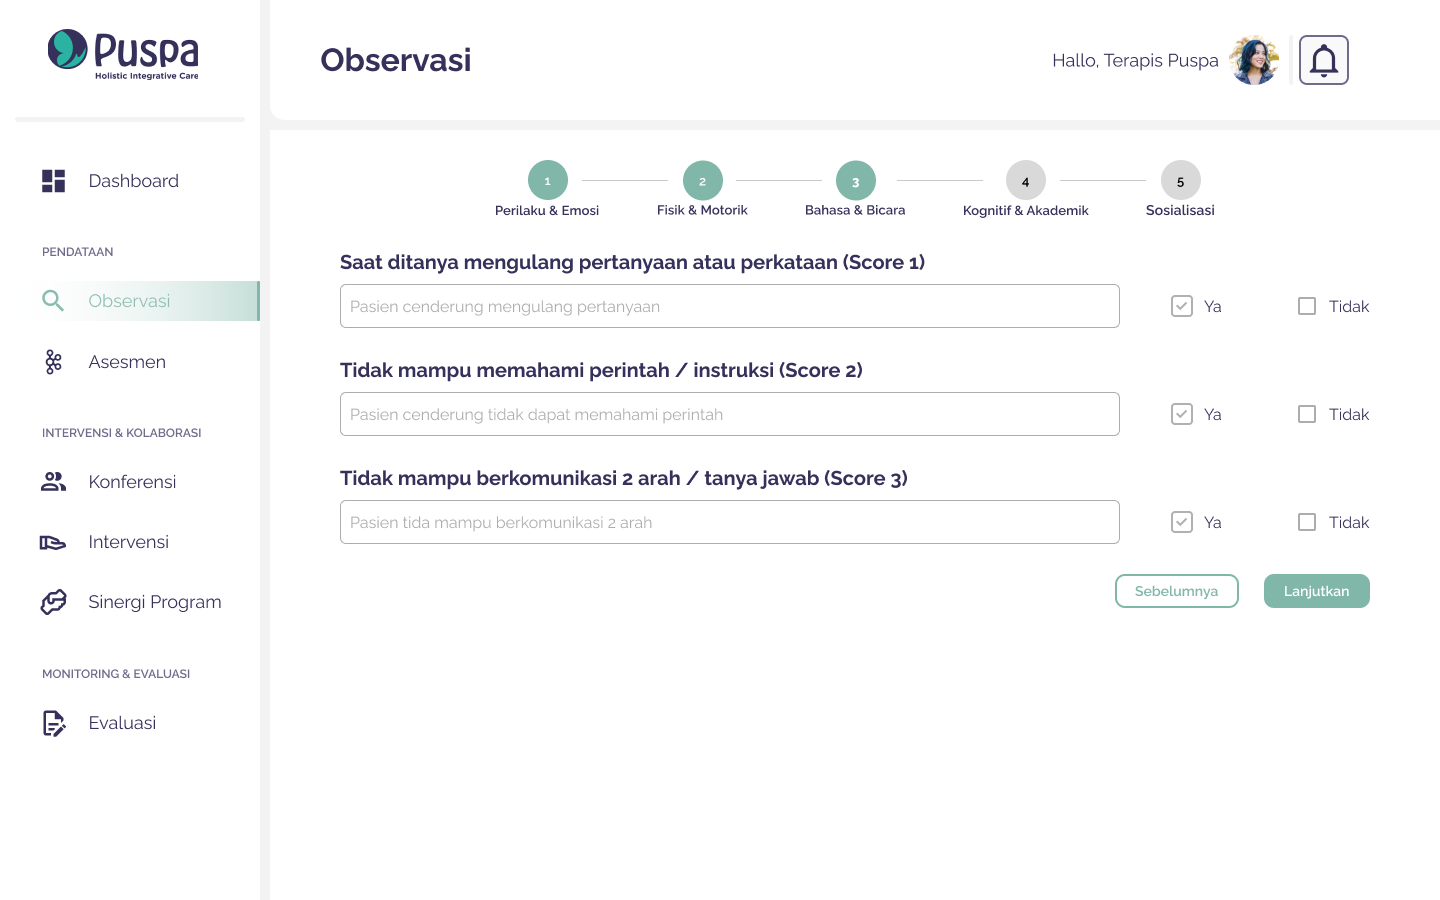 Puspa
Holistic Integrative Care
Dashboard
PENDATAAN
Observasi
Asesmen
INTERVENSI & KOLABORASI
Konferensi
Intervensi
Sinergi Program
MONITORING & EVALUASI
Evaluasi
Observasi
Hallo, Terapis Puspa
1
2
3
4
5
Perilaku & Emosi
Fisik & Motorik
Bahasa & Bicara
Kognitif & Akademik
Sosialisasi
Saat ditanya mengulang pertanyaan atau perkataan (Score 1)
Pasien cenderung mengulang pertanyaan
Ya
Tidak
Tidak mampu memahami perintah / instruksi (Score 2)
Pasien cenderung tidak dapat memahami perintah
Ya
Tidak
Tidak mampu berkomunikasi 2 arah / tanya jawab (Score 3)
Pasien tida mampu berkomunikasi 2 arah
Ya
Tidak
Sebelumnya
Lanjutkan